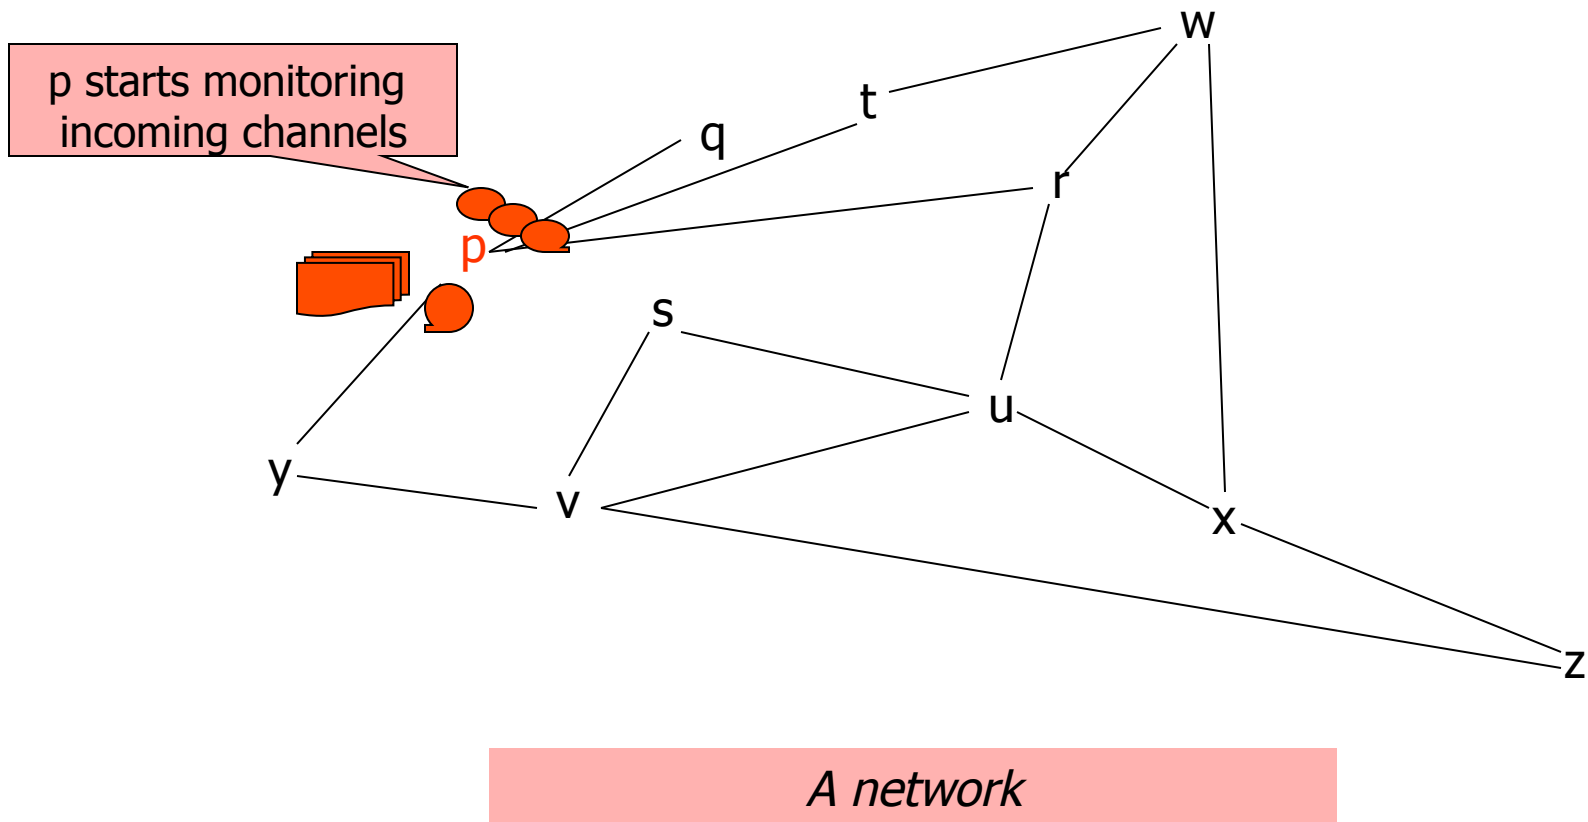 w
p starts monitoring
incoming channels
t
q
r
p
s
u
y
v
x
z
A network